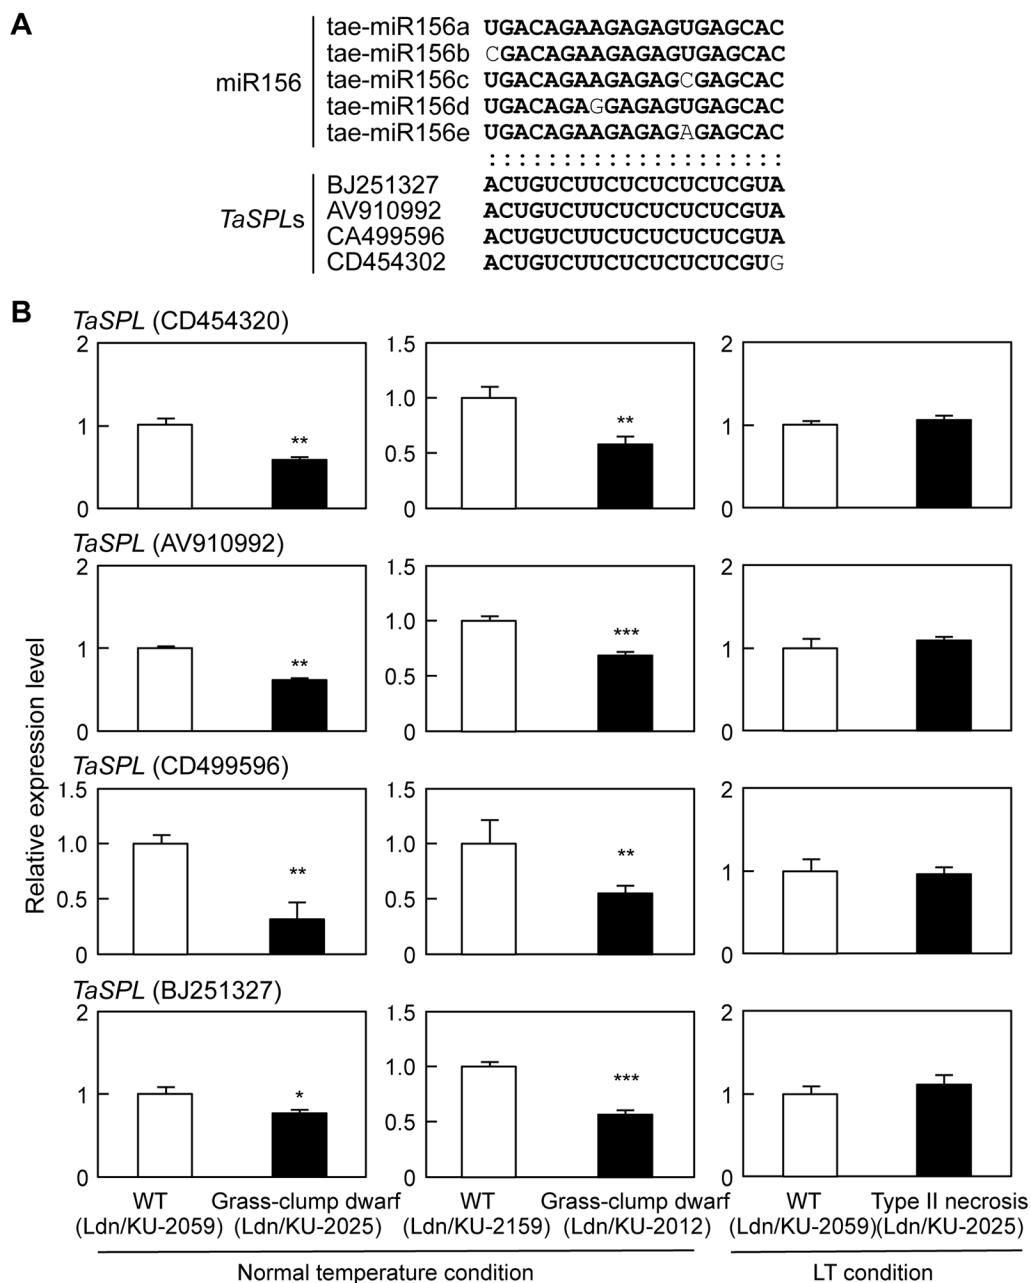 A
miR156
tae-miR156a UGACAGAAGAGAGUGAGCAC
tae-miR156b CGACAGAAGAGAGUGAGCAC
tae-miR156c UGACAGAAGAGAGCGAGCAC
tae-miR156d UGACAGAGGAGAGUGAGCAC
tae-miR156e UGACAGAAGAGAGAGAGCAC
: : : : : : : : : : : : : : : : : : : :
TaSPLs
BJ251327 ACUGUCUUCUCUCUCUCGUA
AV910992 ACUGUCUUCUCUCUCUCGUA
CA499596 ACUGUCUUCUCUCUCUCGUA
CD454302 ACUGUCUUCUCUCUCUCGUG
B
Relative expression level
TaSPL (CD454320)
2 1 0 **
1.5 1.0 0.5 0 **
2 1 0
TaSPL (AV910992)
2 1 0 **
1.5 1.0 0.5 0 ***
2 1 0
TaSPL (CD499596)
1.5 1.0 0.5 0 **
1.5 1.0 0.5 0 **
2 1 0
TaSPL (BJ251327)
2 1 0 *
1.5 1.0 0.5 0 ***
2 1 0
WT Grass-clump dwarf WT Grass-clump dwarf WT Type II necrosis
(Ldn/KU-2059) (Ldn/KU-2025) (Ldn/KU-2159) (Ldn/KU-2012) (Ldn/KU-2059) (Ldn/KU-2025)
Normal temperature condition LT condition